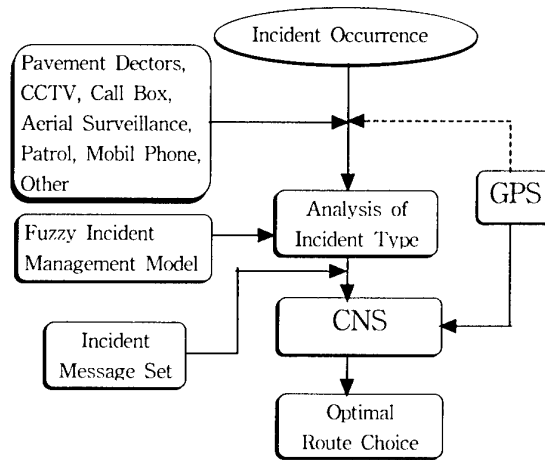 Incident Occurrence
Pavement Dectors,
CCTV, Call Box,
Aerial Surveillance,
Patrol, Mobil Phone,
Other
GPS
Analysis of
Incident Type
Fuzzy Incident
Management Model
CNS
Incident
Message Set
Optimal
Route Choice